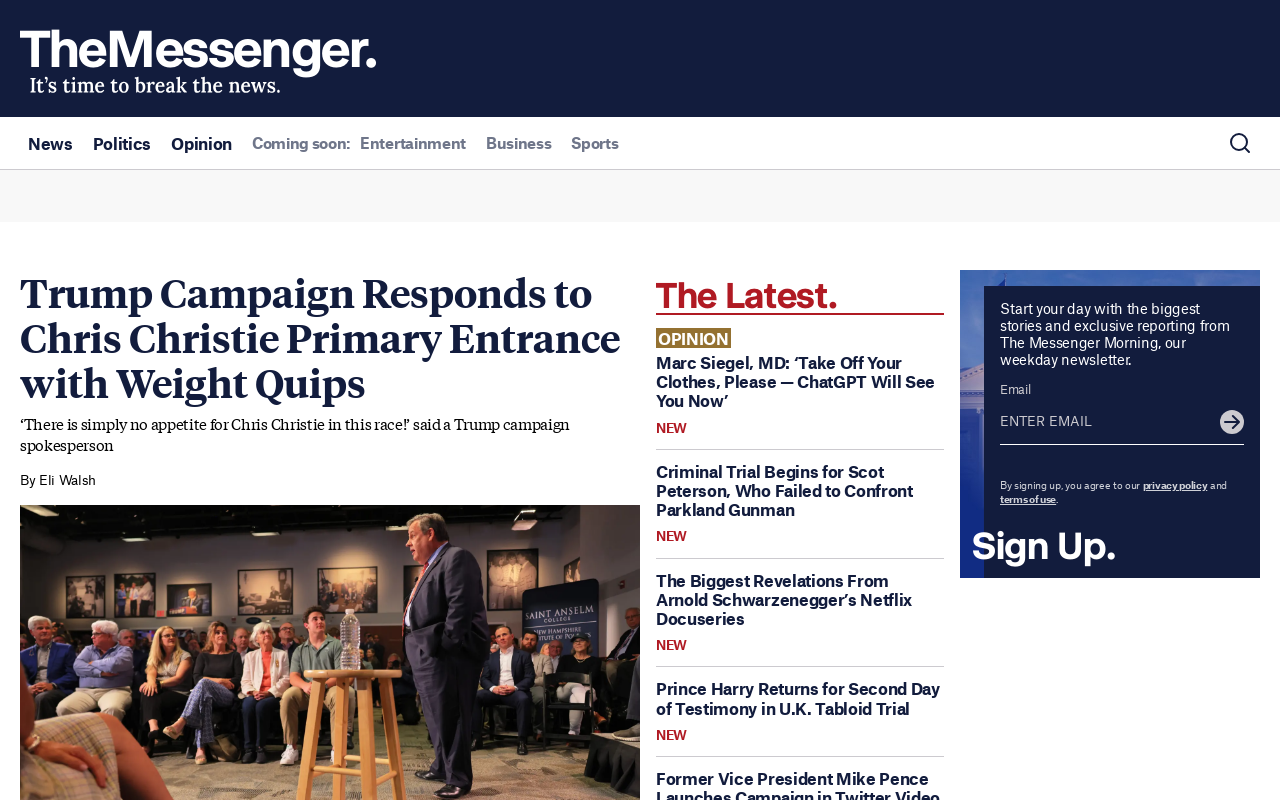 TheMessenger.
It's time to break the news.
News Politics Opinion Coming soon: Entertainment Business Sports
Trump Campaign Responds to
Chris Christie Primary Entrance
with Weight Quips
‘There is simply no appetite for Chris Christie in this race!’ said a Trump campaign
spokesperson
By Eli Walsh
SAINT ANSELM
COLLEGE
NEW HAMPSHIRE
INSTITUTE OF POLITICS
The Latest.
OPINION
Marc Siegel, MD: ‘Take Off Your
Clothes, Please — ChatGPT Will See
You Now’
NEW
Criminal Trial Begins for Scot
Peterson, Who Failed to Confront
Parkland Gunman
NEW
The Biggest Revelations From
Arnold Schwarzenegger’s Netflix
Docuseries
NEW
Prince Harry Returns for Second Day
of Testimony in U.K. Tabloid Trial
NEW
Former Vice President Mike Pence
Launches Campaign in Twitter Video
Start your day with the biggest
stories and exclusive reporting from
The Messenger Morning, our
weekday newsletter.
Email
ENTER EMAIL
By signing up, you agree to our privacy policy and
terms of use.
Sign Up.